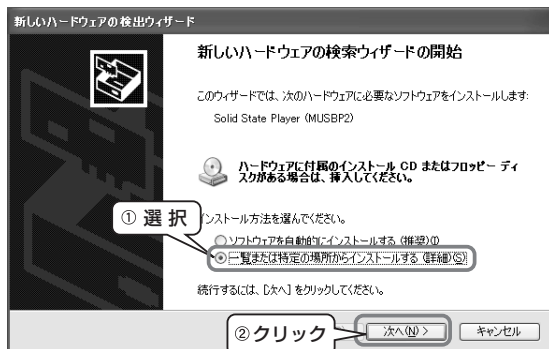 新しいハードウェアの検出ウィザード
新しいハードウェアの検索ウィザードの開始
このウィザードでは、次のハードウェアに必要なソフトウェアをインストールします:
Solid State Player (MUSBP2)
ハードウェアに付属のインストール CD またはフロッピー ディ
スクがある場合は、挿入してください。
① 選択
インストール方法を選んでください。
ソフトウェアを自動的にインストールする (推奨)(I)
一覧または特定の場所からインストールする (詳細)(S)
続行するには、[次へ] をクリックしてください。
② クリック
次へ(N) >
キャンセル